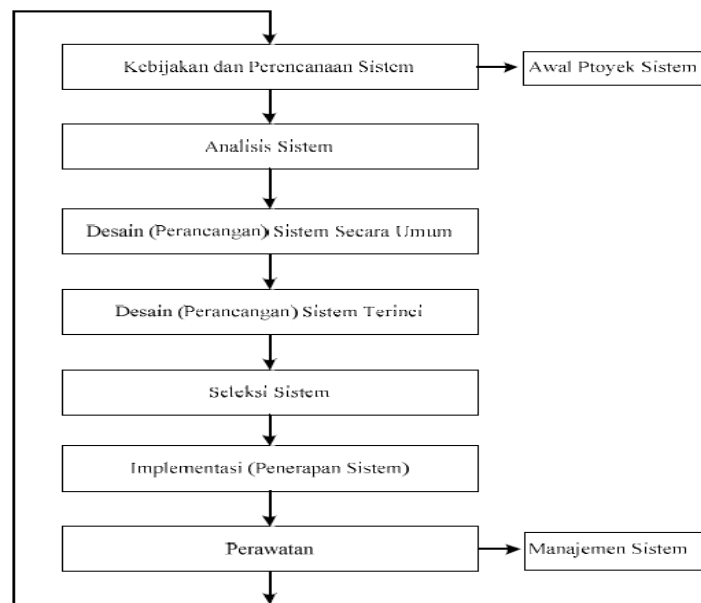 Kebijakan dan Perencanaan Sistem
Awal Ptoyek Sistem
Analisis Sistem
Desain (Perancangan) Sistem Secara Umum
Desain (Perancangan) Sistem Terinci
Seleksi Sistem
Implementasi (Penerapan Sistem)
Perawatan
Manajemen Sistem